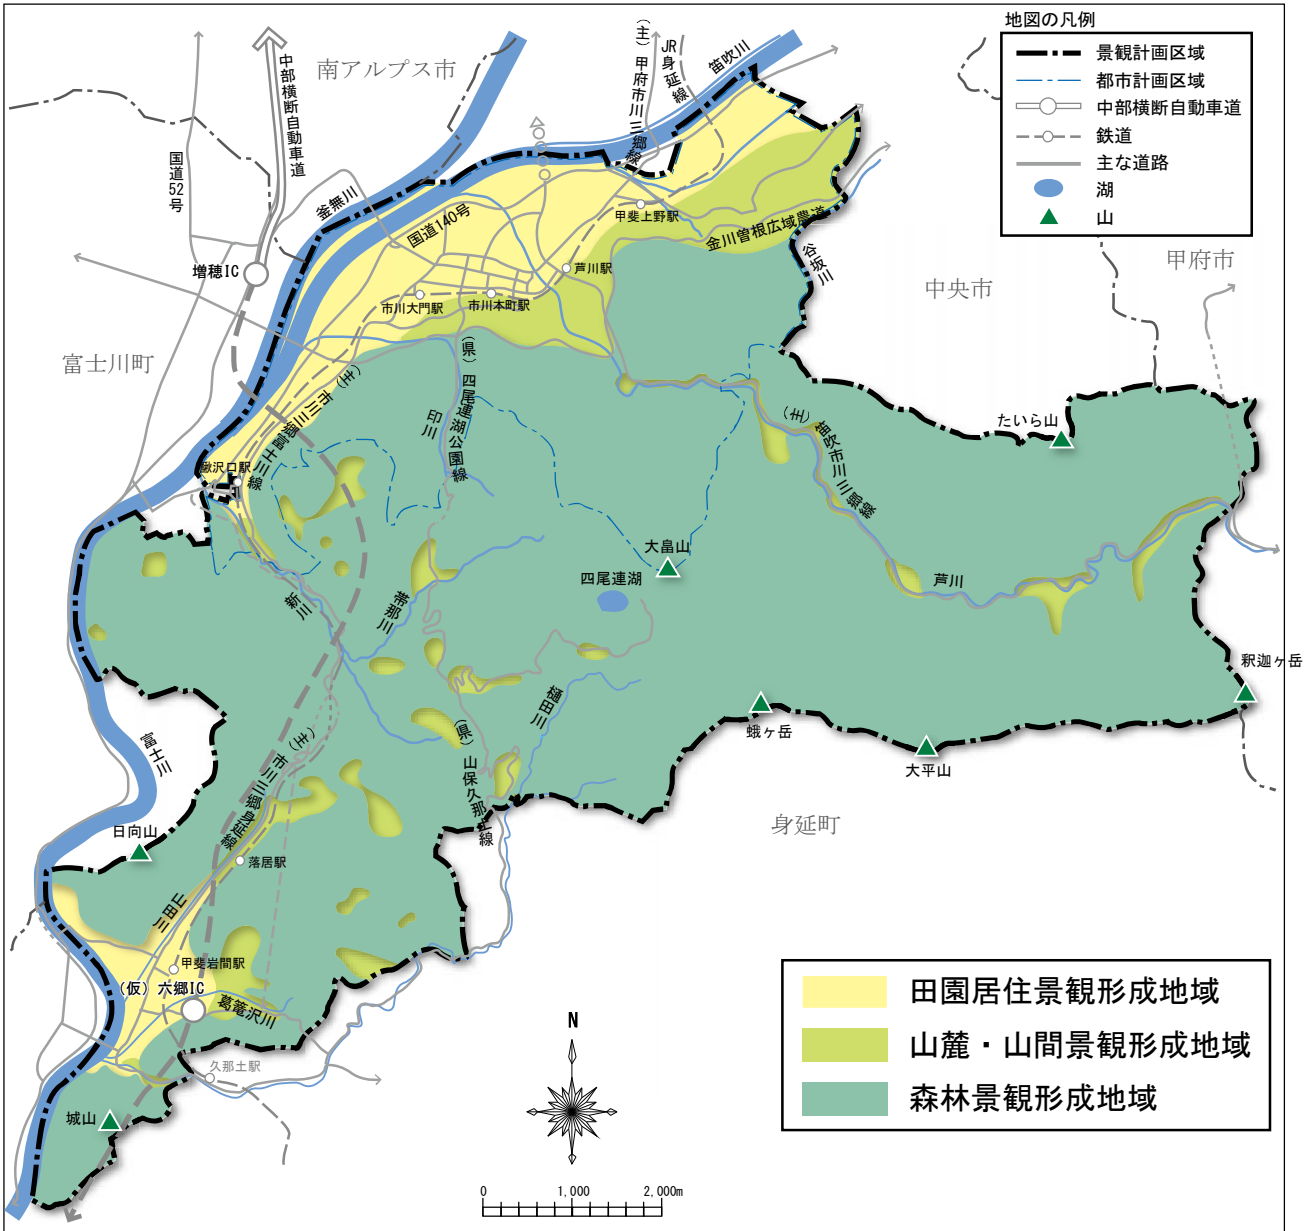 地図の凡例
景観計画区域
都市計画区域
中部横断自動車道
鉄道
主な道路
湖
山
南アルプス市
中部横断自動車道
国道52号
(主)甲府市川三郷線
JR身延線
笛吹川
釜無川
国道140号
甲斐上野駅
金川曽根広域農道
谷坂川
中央市
甲府市
増穂IC
芦川駅
市川大門駅
市川本町駅
富士川町
(主)市川三郷富士川線
(県)四尾連湖公園線
印川
鰍沢口駅
(主)笛吹市川三郷線
たいら山
大畠山
四尾連湖
芦川
新川
帯那川
樋田川
釈迦ヶ岳
蛾ヶ岳
大平山
(県)山保久那土線
身延町
富士川
(主)市川三郷身延線
日向山
落居駅
山田川
甲斐岩間駅
(仮)六郷IC
葛篭沢川
久那土駅
城山
田園居住景観形成地域
山麓・山間景観形成地域
森林景観形成地域
N
0 1,000 2,000m